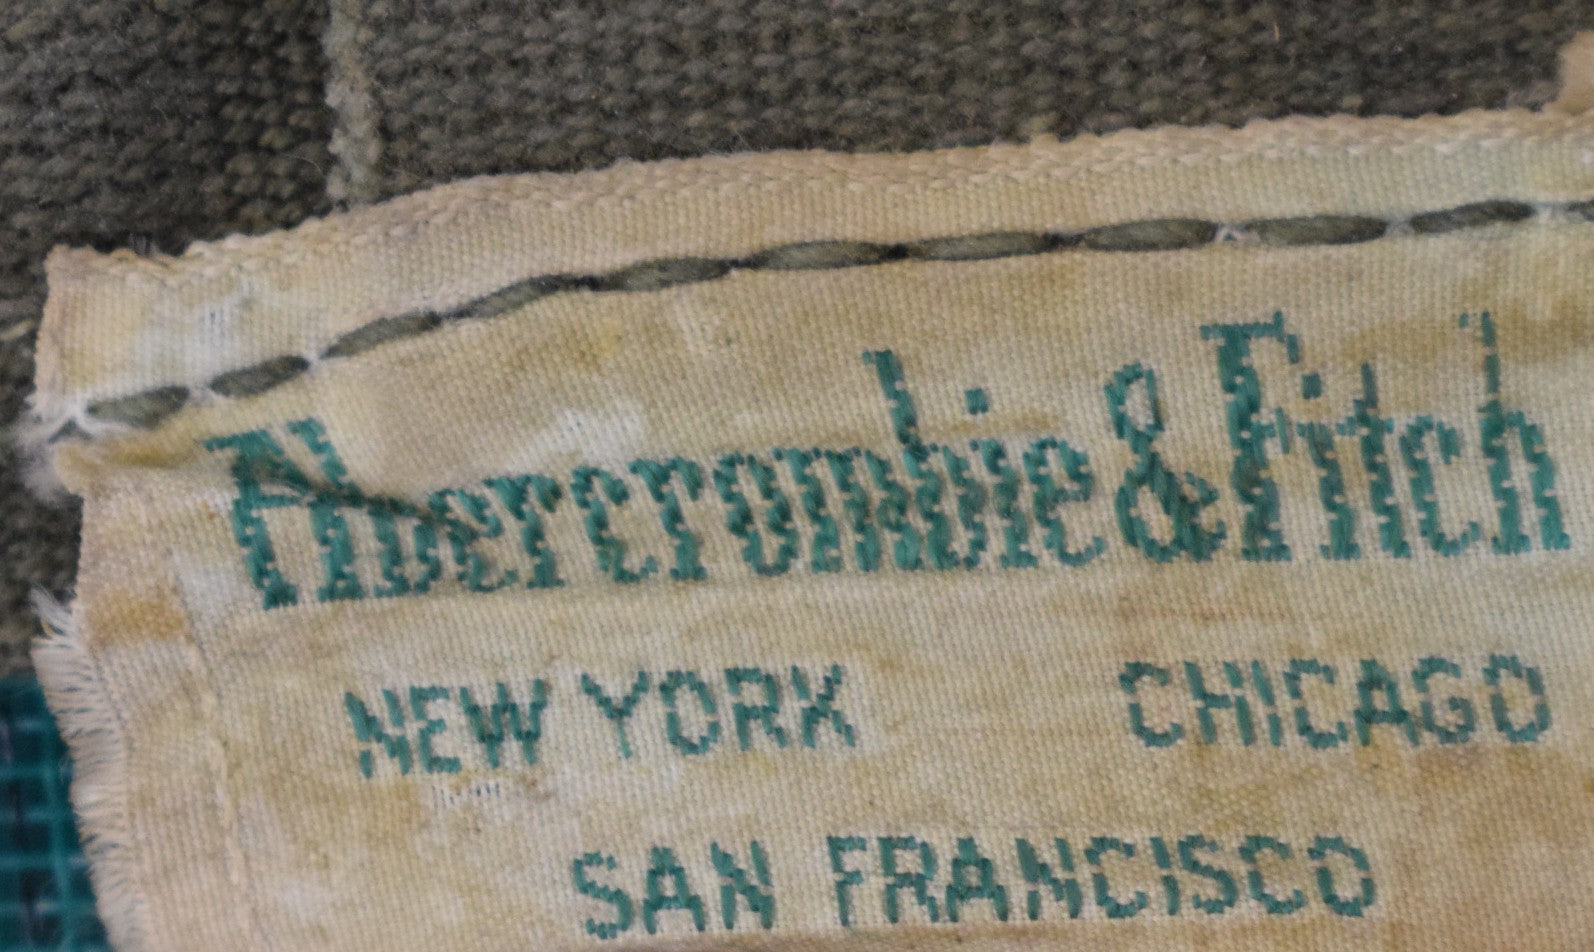 Abercrombie & Fitch
NEW YORK CHICAGO
SAN FRANCISCO